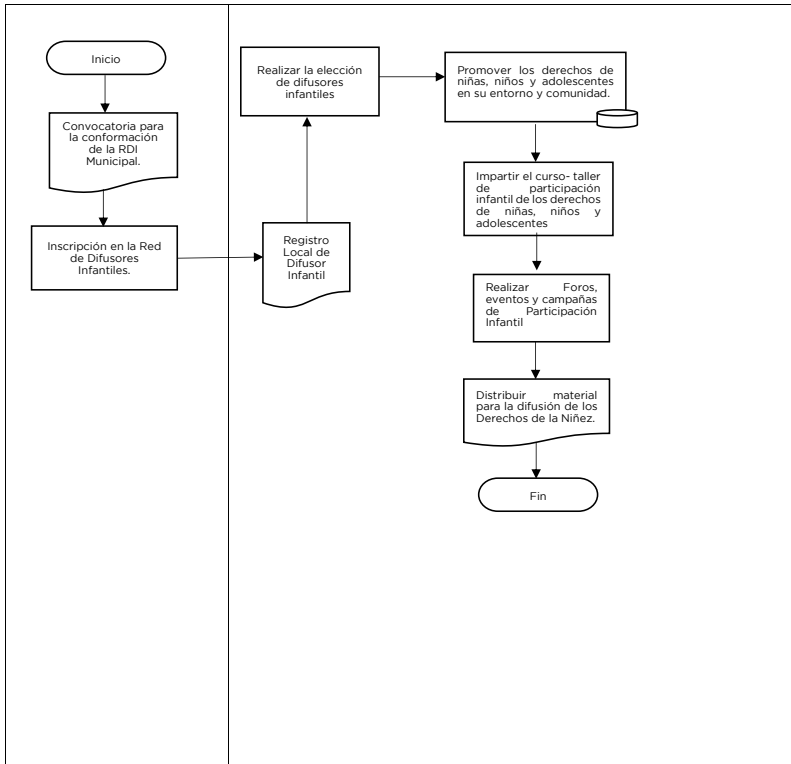 Inicio
Convocatoria para
la conformación
de la RDI
Municipal.
Inscripción en la Red
de Difusores
Infantiles.
Registro
Local de
Difusor
Infantil
Realizar la elección
de difusores
infantiles
Promover los derechos de
niñas, niños y adolescentes
en su entorno y comunidad.
Impartir el curso- taller
de participación
infantil de los derechos
de niñas, niños y
adolescentes
Realizar Foros,
eventos y campañas
de Participación
Infantil
Distribuir material
para la difusión de los
Derechos de la Niñez.
Fin